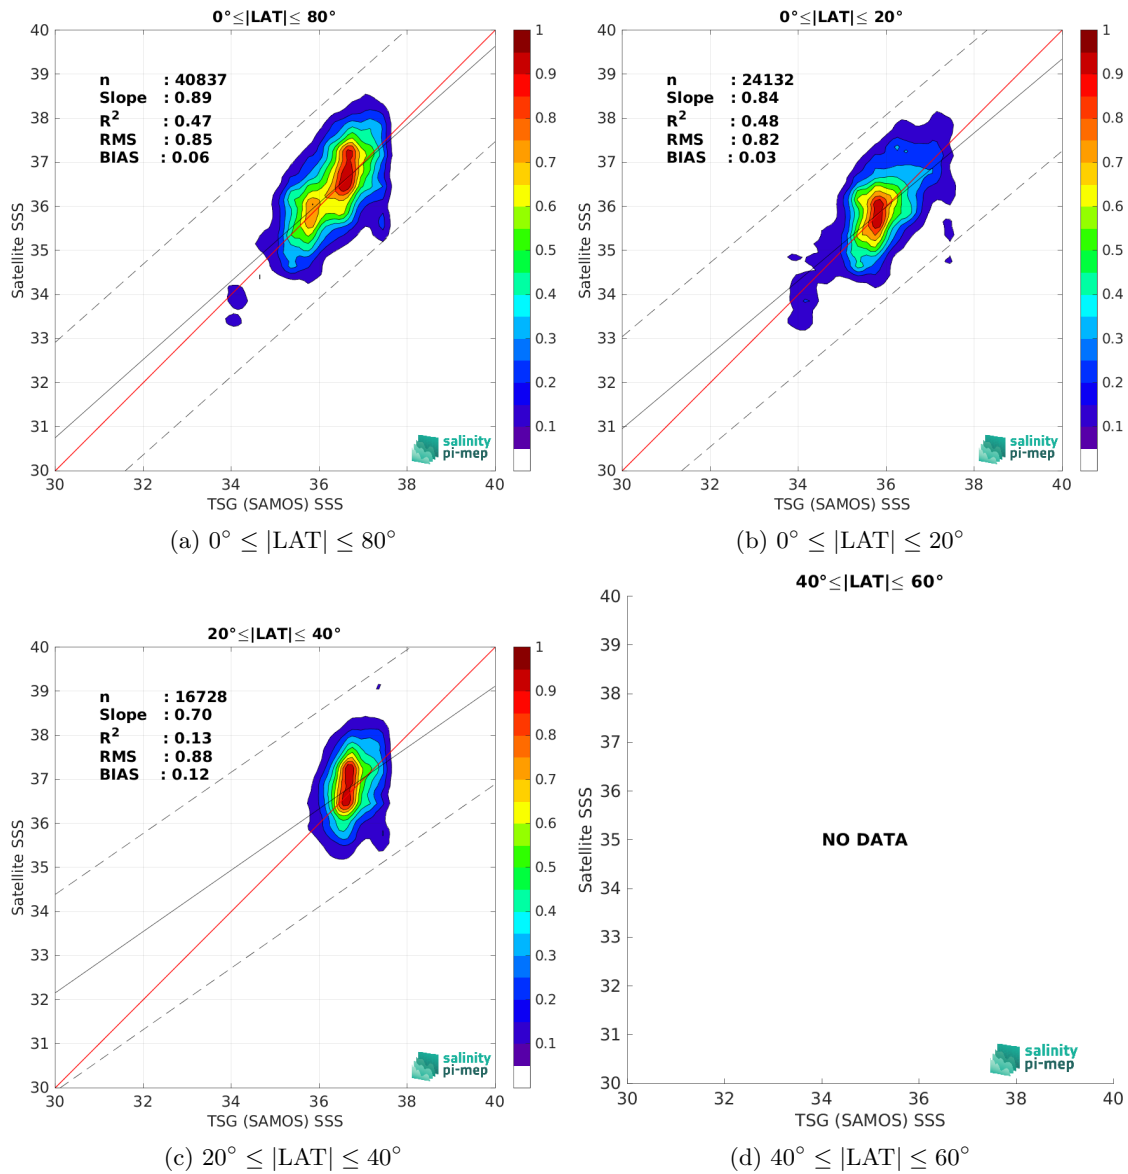 0°≤|LAT|≤ 80°
n : 40837
Slope : 0.89
R² : 0.47
RMS : 0.85
BIAS : 0.06
40
39
38
37
36
35
34
33
32
31
30
Satellite SSS
30 32 34 36 38 40
TSG (SAMOS) SSS
1
0.9
0.8
0.7
0.6
0.5
0.4
0.3
0.2
0.1
salinity
pi-mep
(a) 0° ≤ |LAT| ≤ 80°
0°≤|LAT|≤ 20°
n : 24132
Slope : 0.84
R² : 0.48
RMS : 0.82
BIAS : 0.03
40
39
38
37
36
35
34
33
32
31
30
Satellite SSS
30 32 34 36 38 40
TSG (SAMOS) SSS
1
0.9
0.8
0.7
0.6
0.5
0.4
0.3
0.2
0.1
salinity
pi-mep
(b) 0° ≤ |LAT| ≤ 20°
20°≤|LAT|≤ 40°
n : 16728
Slope : 0.70
R² : 0.13
RMS : 0.88
BIAS : 0.12
40
39
38
37
36
35
34
33
32
31
30
Satellite SSS
30 32 34 36 38 40
TSG (SAMOS) SSS
1
0.9
0.8
0.7
0.6
0.5
0.4
0.3
0.2
0.1
salinity
pi-mep
(c) 20° ≤ |LAT| ≤ 40°
40°≤|LAT|≤ 60°
40
39
38
37
36
35
34
33
32
31
30
Satellite SSS
NO DATA
30 32 34 36 38 40
TSG (SAMOS) SSS
salinity
pi-mep
(d) 40° ≤ |LAT| ≤ 60°